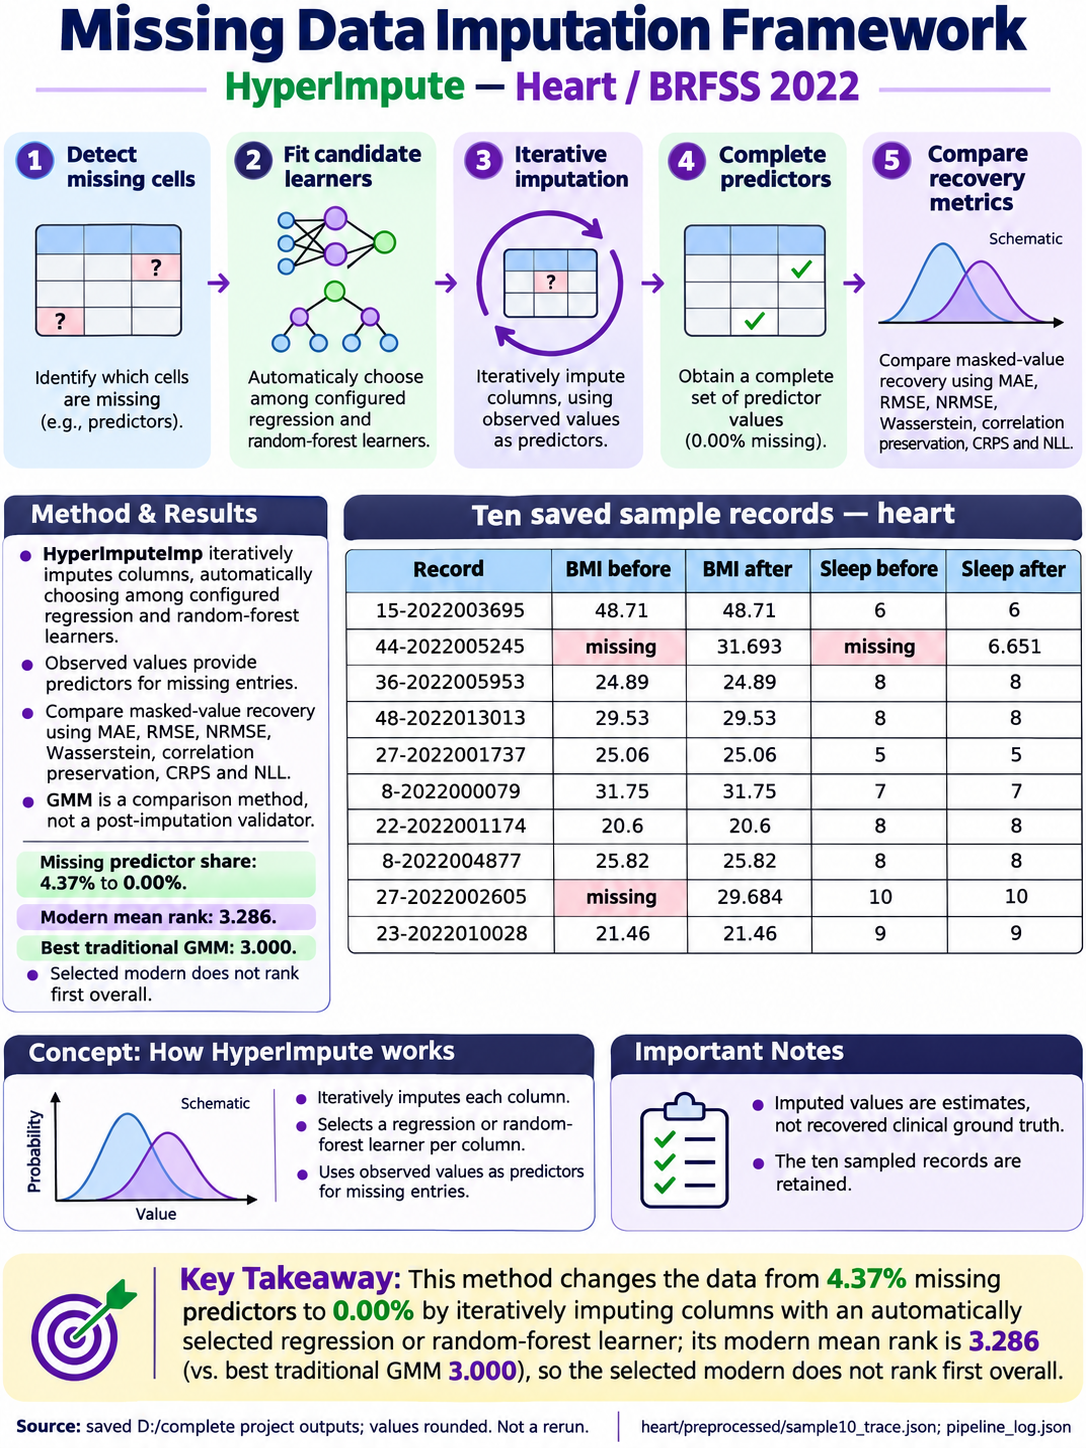 Missing Data Imputation Framework
HyperImpute — Heart / BRFSS 2022
1 Detect
missing cells
?
?
Identify which cells
are missing
(e.g., predictors).
2 Fit candidate
learners
Automaticaly choose
among configured
regression and
random-forest learners.
3 Iterative
imputation
?
Iteratively impute
columns, using
observed values
as predictors.
4 Complete
predictors
Obtain a complete
set of predictor
values
(0.00% missing).
5 Compare
recovery
metrics
Schematic
Compare masked-value
recovery using MAE,
RMSE, NRMSE,
Wasserstein, correlation
preservation, CRPS and NLL.
Method & Results
HyperImputeImp iteratively
imputes columns, automatically
choosing among configured
regression and random-forest
learners.
Observed values provide
predictors for missing entries.
Compare masked-value recovery
using MAE, RMSE, NRMSE,
Wasserstein, correlation
preservation, CRPS and NLL.
GMM is a comparison method,
not a post-imputation validator.
Missing predictor share:
4.37% to 0.00%.
Modern mean rank: 3.286.
Best traditional GMM: 3.000.
Selected modern does not rank
first overall.
Ten saved sample records — heart
Record BMI before BMI after Sleep before Sleep after
15-2022003695 48.71 48.71 6 6
44-2022005245 missing 31.693 missing 6.651
36-2022005953 24.89 24.89 8 8
48-2022013013 29.53 29.53 8 8
27-2022001737 25.06 25.06 5 5
8-2022000079 31.75 31.75 7 7
22-2022001174 20.6 20.6 8 8
8-2022004877 25.82 25.82 8 8
27-2022002605 missing 29.684 10 10
23-2022010028 21.46 21.46 9 9
Concept: How HyperImpute works
Probability
Schematic
Value
Iteratively imputes each column.
Selects a regression or random-
forest learner per column.
Uses observed values as predictors
for missing entries.
Important Notes
Imputed values are estimates,
not recovered clinical ground truth.
The ten sampled records are
retained.
Key Takeaway: This method changes the data from 4.37% missing
predictors to 0.00% by iteratively imputing columns with an automatically
selected regression or random-forest learner; its modern mean rank is 3.286
(vs. best traditional GMM 3.000), so the selected modern does not rank first overall.
Source: saved D:/complete project outputs; values rounded. Not a rerun.
heart/preprocessed/sample10_trace.json; pipeline_log.json